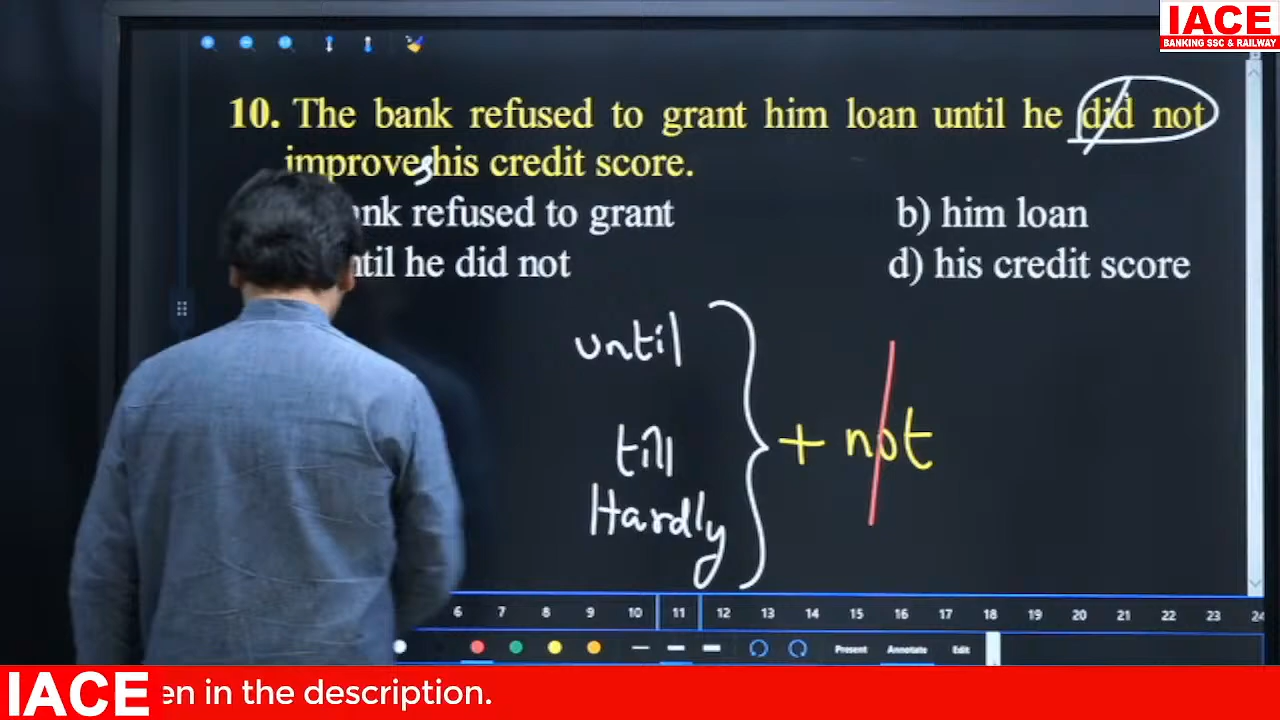 IACE
BANKING SSC & RAILWAY
10. The bank refused to grant him loan until he did not
improves his credit score.
ank refused to grant
b) him loan
ntil he did not
d) his credit score
until
till
Hardly
+ not
6 7 8 9 10 11 12 13 14 15 16 17 18 19 20 21 22 23 24
Present Annotate Edit
IACE en in the description.